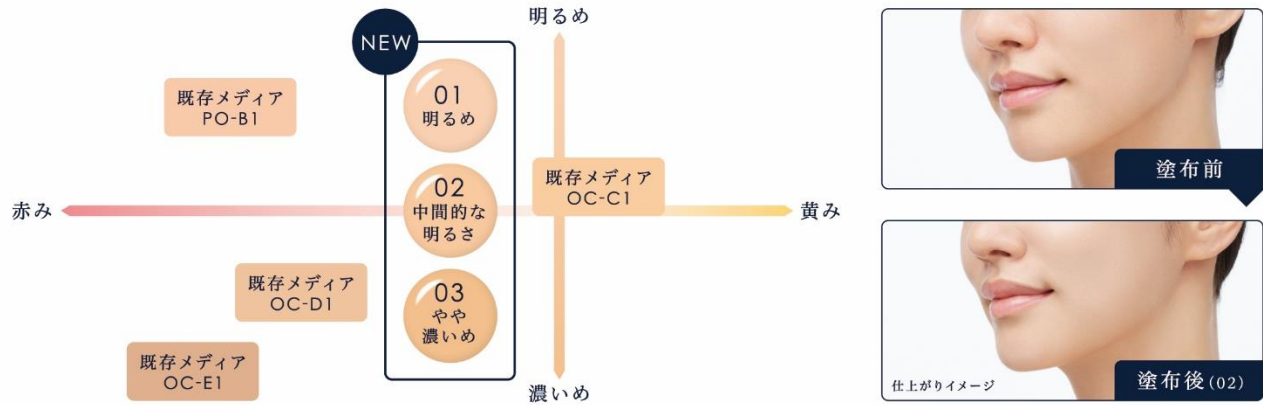 明るめ
NEW
01
明るめ
既存メディア
PO-B1
02
中間的な
明るさ
既存メディア
OC-C1
赤み
黄み
既存メディア
OC-D1
03
やや
濃いめ
既存メディア
OC-E1
濃いめ
塗布前
仕上がりイメージ
塗布後(02)